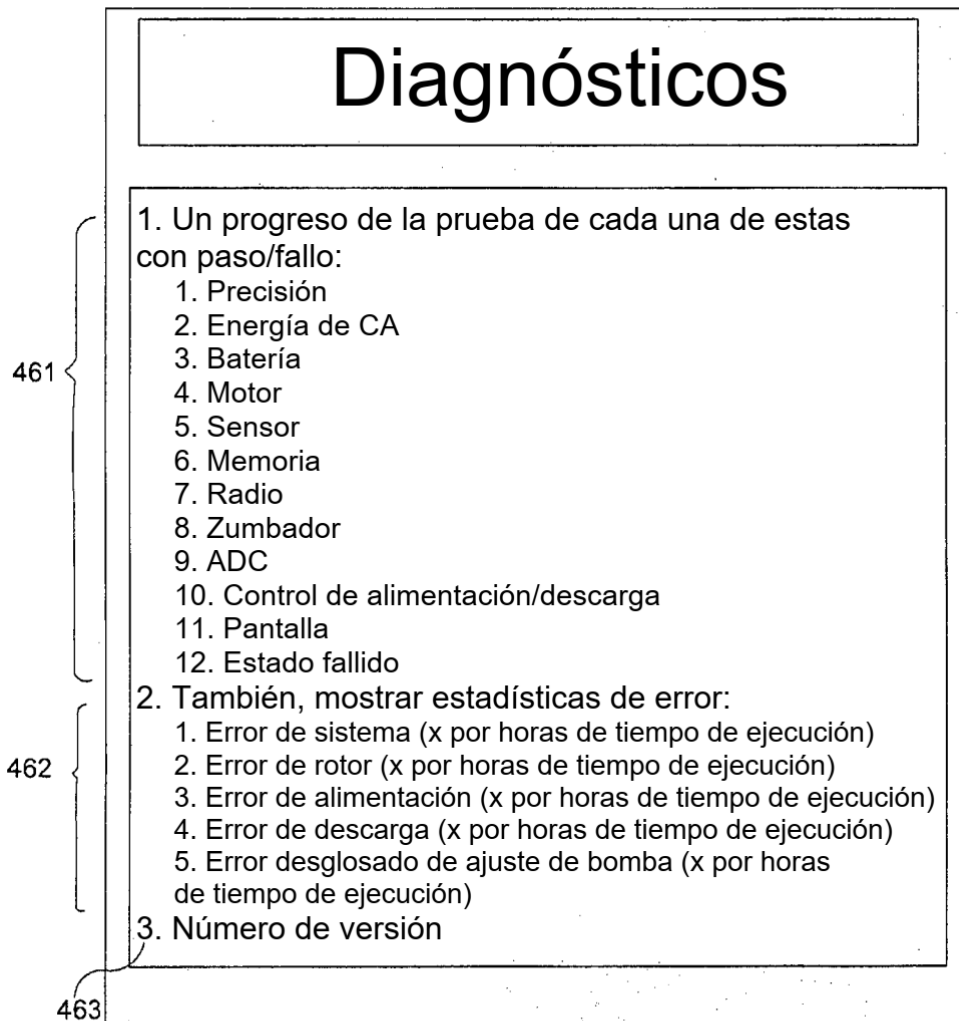 Diagnósticos
1. Un progreso de la prueba de cada una de estas
con paso/fallo:
1. Precisión
2. Energía de CA
3. Batería
4. Motor
5. Sensor
6. Memoria
7. Radio
8. Zumbador
9. ADC
10. Control de alimentación/descarga
11. Pantalla
12. Estado fallido
461
2. También, mostrar estadísticas de error:
1. Error de sistema (x por horas de tiempo de ejecución)
2. Error de rotor (x por horas de tiempo de ejecución)
3. Error de alimentación (x por horas de tiempo de ejecución)
4. Error de descarga (x por horas de tiempo de ejecución)
5. Error desglosado de ajuste de bomba (x por horas
de tiempo de ejecución)
462
3. Número de versión
463